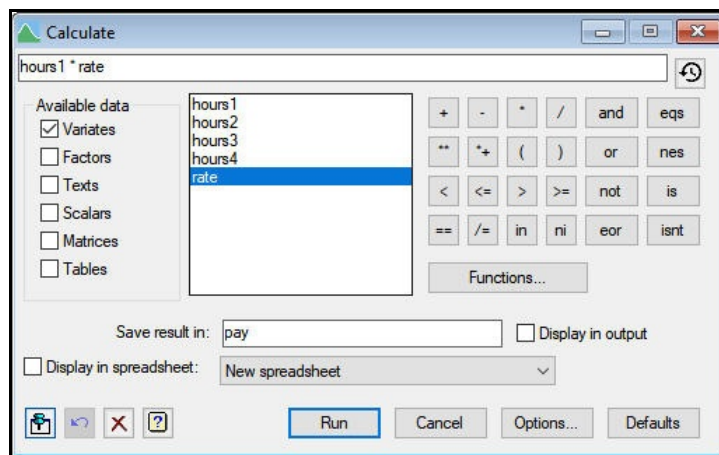 Calculate
hours1 * rate
Available data
Variates
Factors
Texts
Scalars
Matrices
Tables
hours1
hours2
hours3
hours4
rate
+ - * / and eqs
** *+ ( ) or nes
< <= > >= not is
== /= in ni eor isnt
Functions...
Save result in: pay Display in output
Display in spreadsheet: New spreadsheet
? Run Cancel Options... Defaults